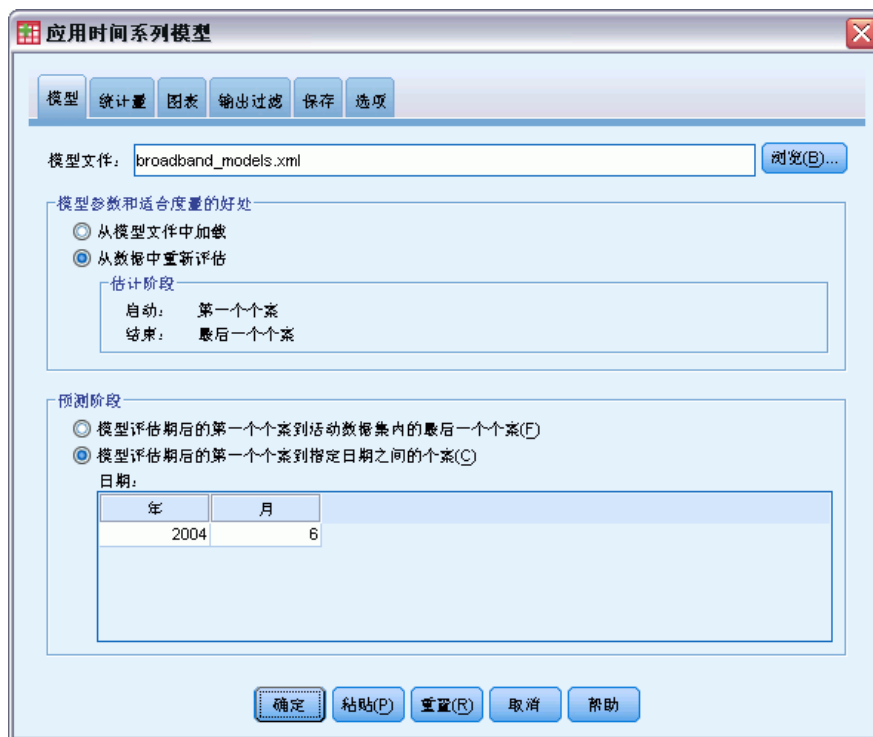 应用时间系列模型
模型 统计量 图表 输出过滤 保存 选项
模型文件: broadband_models.xml 浏览(B)...
模型参数和适合度量的好处
从模型文件中加载
从数据中重新评估
估计阶段
启动: 第一个个案
结束: 最后一个个案
预测阶段
模型评估期后的第一个个案到活动数据集内的最后一个个案(F)
模型评估期后的第一个个案到指定日期之间的个案(C)
日期:
年 月
2004 6
确定 粘贴(P) 重置(R) 取消 帮助